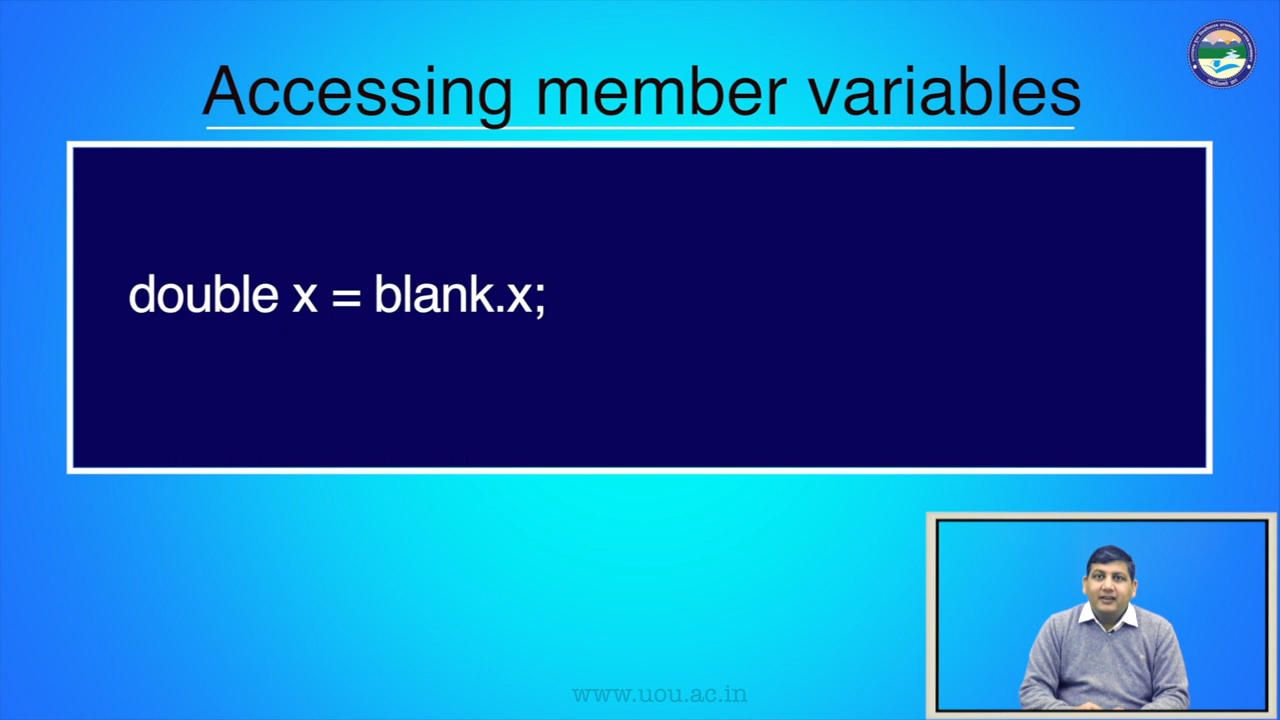 Accessing member variables
double x = blank.x;
www.uou.ac.in